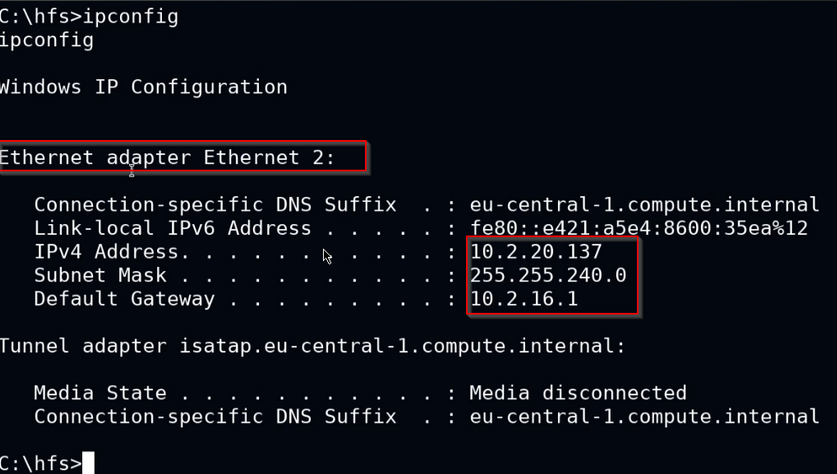 C:\hfs>ipconfig
ipconfig
Windows IP Configuration
Ethernet adapter Ethernet 2:
Connection-specific DNS Suffix . : eu-central-1.compute.internal
Link-local IPv6 Address . . . . . : fe80::e421:a5e4:8600:35ea%12
IPv4 Address. . . . . . . . . . . : 10.2.20.137
Subnet Mask . . . . . . . . . . . : 255.255.240.0
Default Gateway . . . . . . . . . : 10.2.16.1
Tunnel adapter isatap.eu-central-1.compute.internal:
Media State . . . . . . . . . . . : Media disconnected
Connection-specific DNS Suffix . : eu-central-1.compute.internal
C:\hfs>